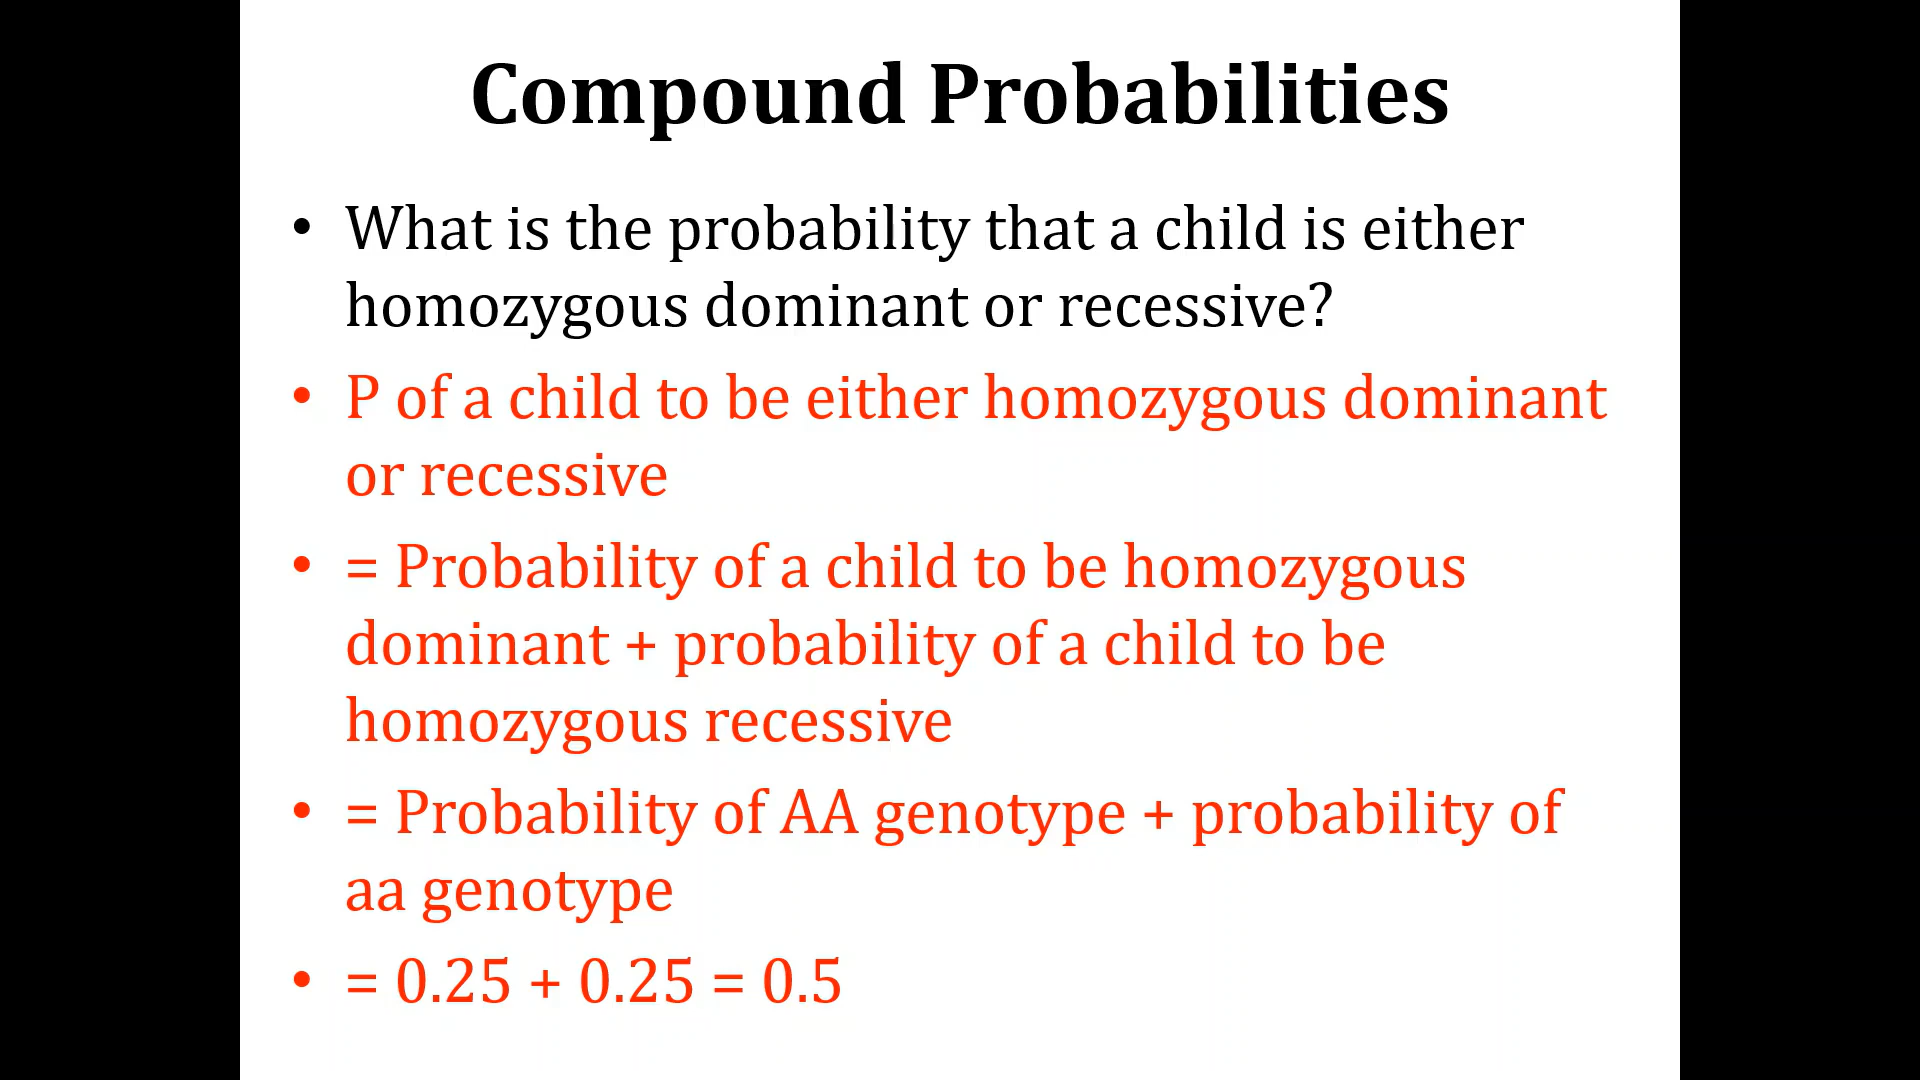 Compound Probabilities
• What is the probability that a child is either
homozygous dominant or recessive?
• P of a child to be either homozygous dominant
or recessive
• = Probability of a child to be homozygous
dominant + probability of a child to be
homozygous recessive
• = Probability of AA genotype + probability of
aa genotype
• = 0.25 + 0.25 = 0.5